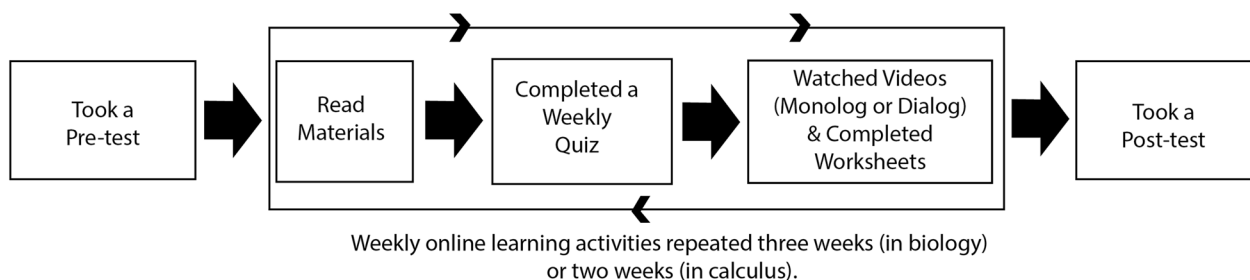 Took a
Pre-test
Read
Materials
Completed a
Weekly
Quiz
Watched Videos
(Monolog or Dialog)
& Completed
Worksheets
Took a
Post-test
Weekly online learning activities repeated three weeks (in biology)
or two weeks (in calculus).